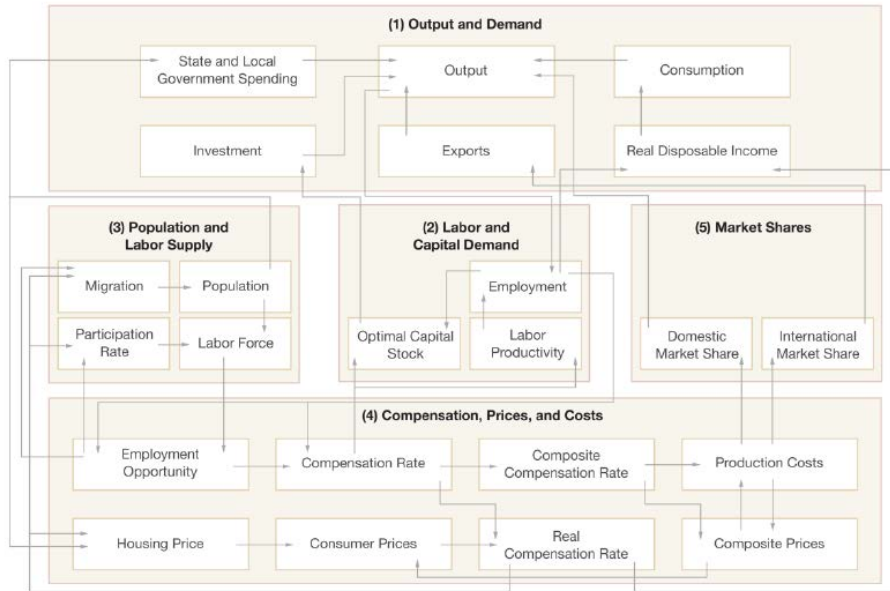 (1) Output and Demand
State and Local
Government Spending
Output
Consumption
Investment
Exports
Real Disposable Income
(3) Population and
Labor Supply
Migration
Population
Participation
Rate
Labor Force
(2) Labor and
Capital Demand
Employment
Optimal Capital
Stock
Labor
Productivity
(5) Market Shares
Domestic
Market Share
International
Market Share
(4) Compensation, Prices, and Costs
Employment
Opportunity
Compensation Rate
Composite
Compensation Rate
Production Costs
Housing Price
Consumer Prices
Real
Compensation Rate
Composite Prices